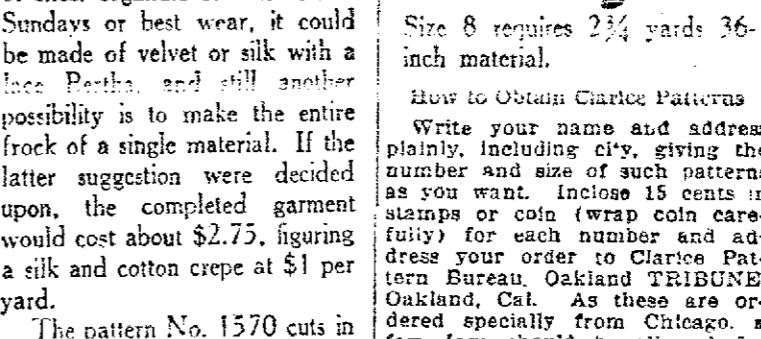 Sundays or best wear, it could
be made of velvet or silk with a
lace Bertha, and still another
possibility is to make the entire
frock of a single material. If the
latter suggestion were decided
upon, the completed garment
would cost about $2.75, figuring
a silk and cotton crepe at $1 per
yard.
The pattern No. 1570 cuts in
Size 8 requires 2¾ yards 36-
inch material.
How to Obtain Clarice Patterns
Write your name and address
plainly, including city, giving the
number and size of such patterns
as you want. Inclose 15 cents in
stamps or coin (wrap coin care-
fully) for each number and ad-
dress your order to Clarice Pat-
tern Bureau, Oakland TRIBUNE,
Oakland, Cal. As these are or-
dered specially from Chicago, a